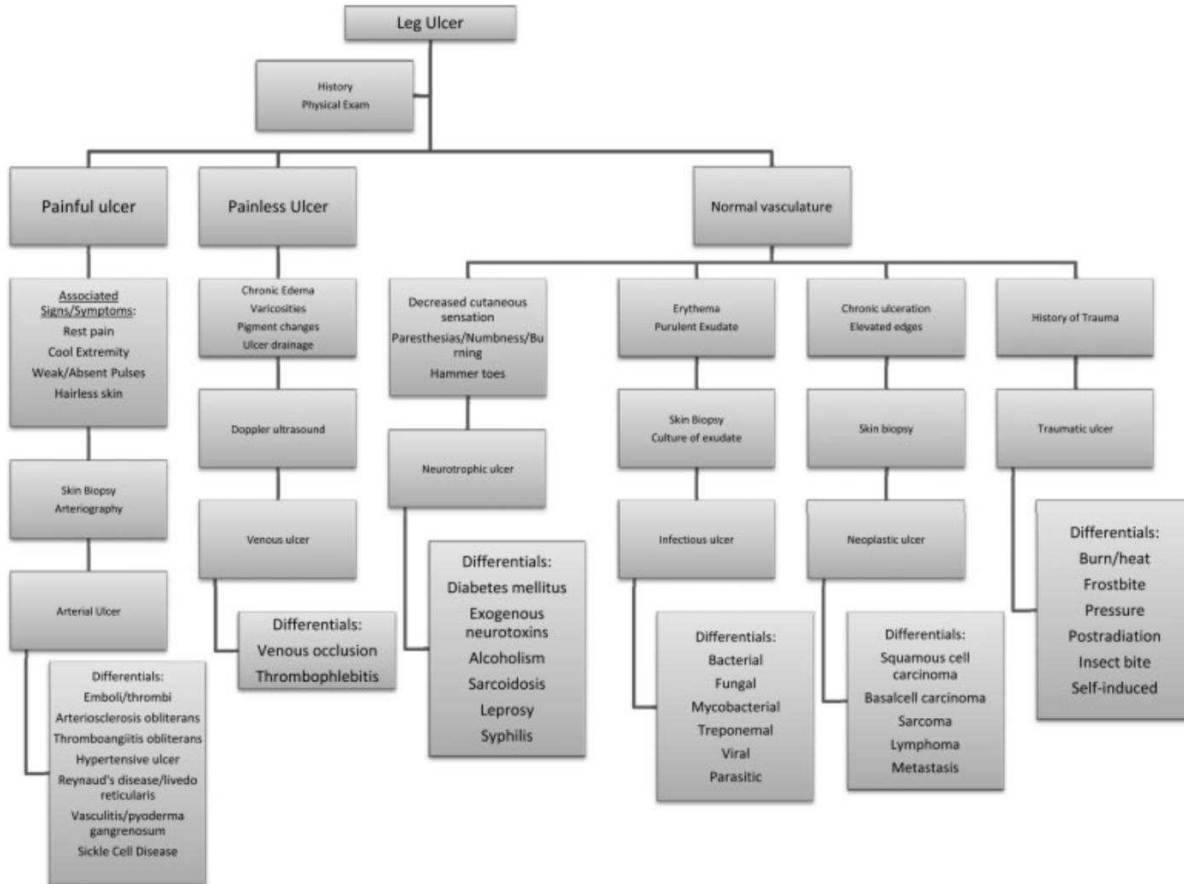 Leg Ulcer
History
Physical Exam
Painful ulcer
Painless Ulcer
Normal vasculature
Associated
Signs/Symptoms:
Rest pain
Cool Extremity
Weak/Absent Pulses
Hairless skin
Chronic Edema
Varicosities
Pigment changes
Ulcer drainage
Decreased cutaneous
sensation
Paresthesias/Numbness/Bu
rning
Hammer toes
Erythema
Purulent Exudate
Chronic ulceration
Elevated edges
History of Trauma
Skin Biopsy
Arteriography
Doppler ultrasound
Neurotrophic ulcer
Skin Biopsy
Culture of exudate
Skin biopsy
Traumatic ulcer
Arterial Ulcer
Venous ulcer
Infectious ulcer
Neoplastic ulcer
Differentials:
Emboli/thrombi
Arteriosclerosis obliterans
Thromboangiitis obliterans
Hypertensive ulcer
Reynaud's disease/livedo
reticularis
Vasculitis/pyoderma
gangrenosum
Sickle Cell Disease
Differentials:
Venous occlusion
Thrombophlebitis
Differentials:
Diabetes mellitus
Exogenous
neurotoxins
Alcoholism
Sarcoidosis
Leprosy
Syphilis
Differentials:
Bacterial
Fungal
Mycobacterial
Treponemal
Viral
Parasitic
Differentials:
Squamous cell
carcinoma
Basalcell carcinoma
Sarcoma
Lymphoma
Metastasis
Differentials:
Burn/heat
Frostbite
Pressure
Postradiation
Insect bite
Self-induced